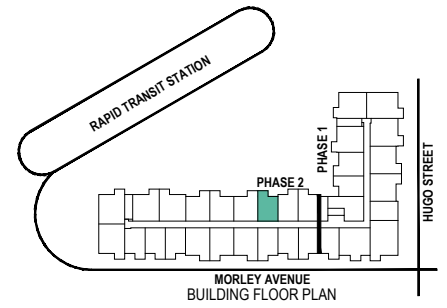 RAPID TRANSIT STATION
PHASE 1
PHASE 2
HUGO STREET
MORLEY AVENUE
BUILDING FLOOR PLAN